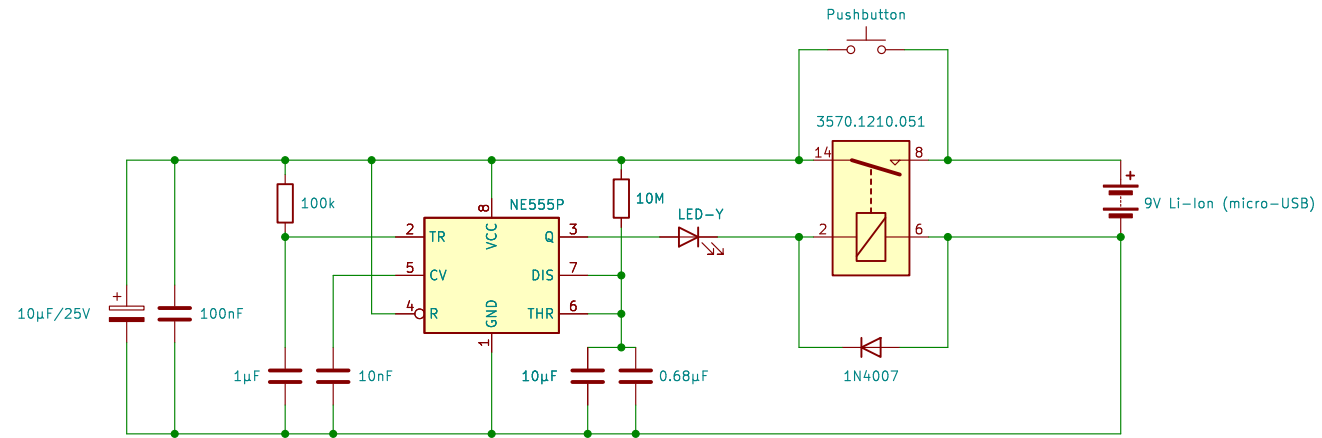 Pushbutton
3570.1210.051
14
8
+
100k
10M
NE555P
8
LED-Y
9V Li-Ion (micro-USB)
2
TR
VCC
Q
3
2
6
5
CV
DIS
7
+
10µF/25V
100nF
4
R
GND
THR
6
1
1µF
10nF
10µF
0.68µF
1N4007